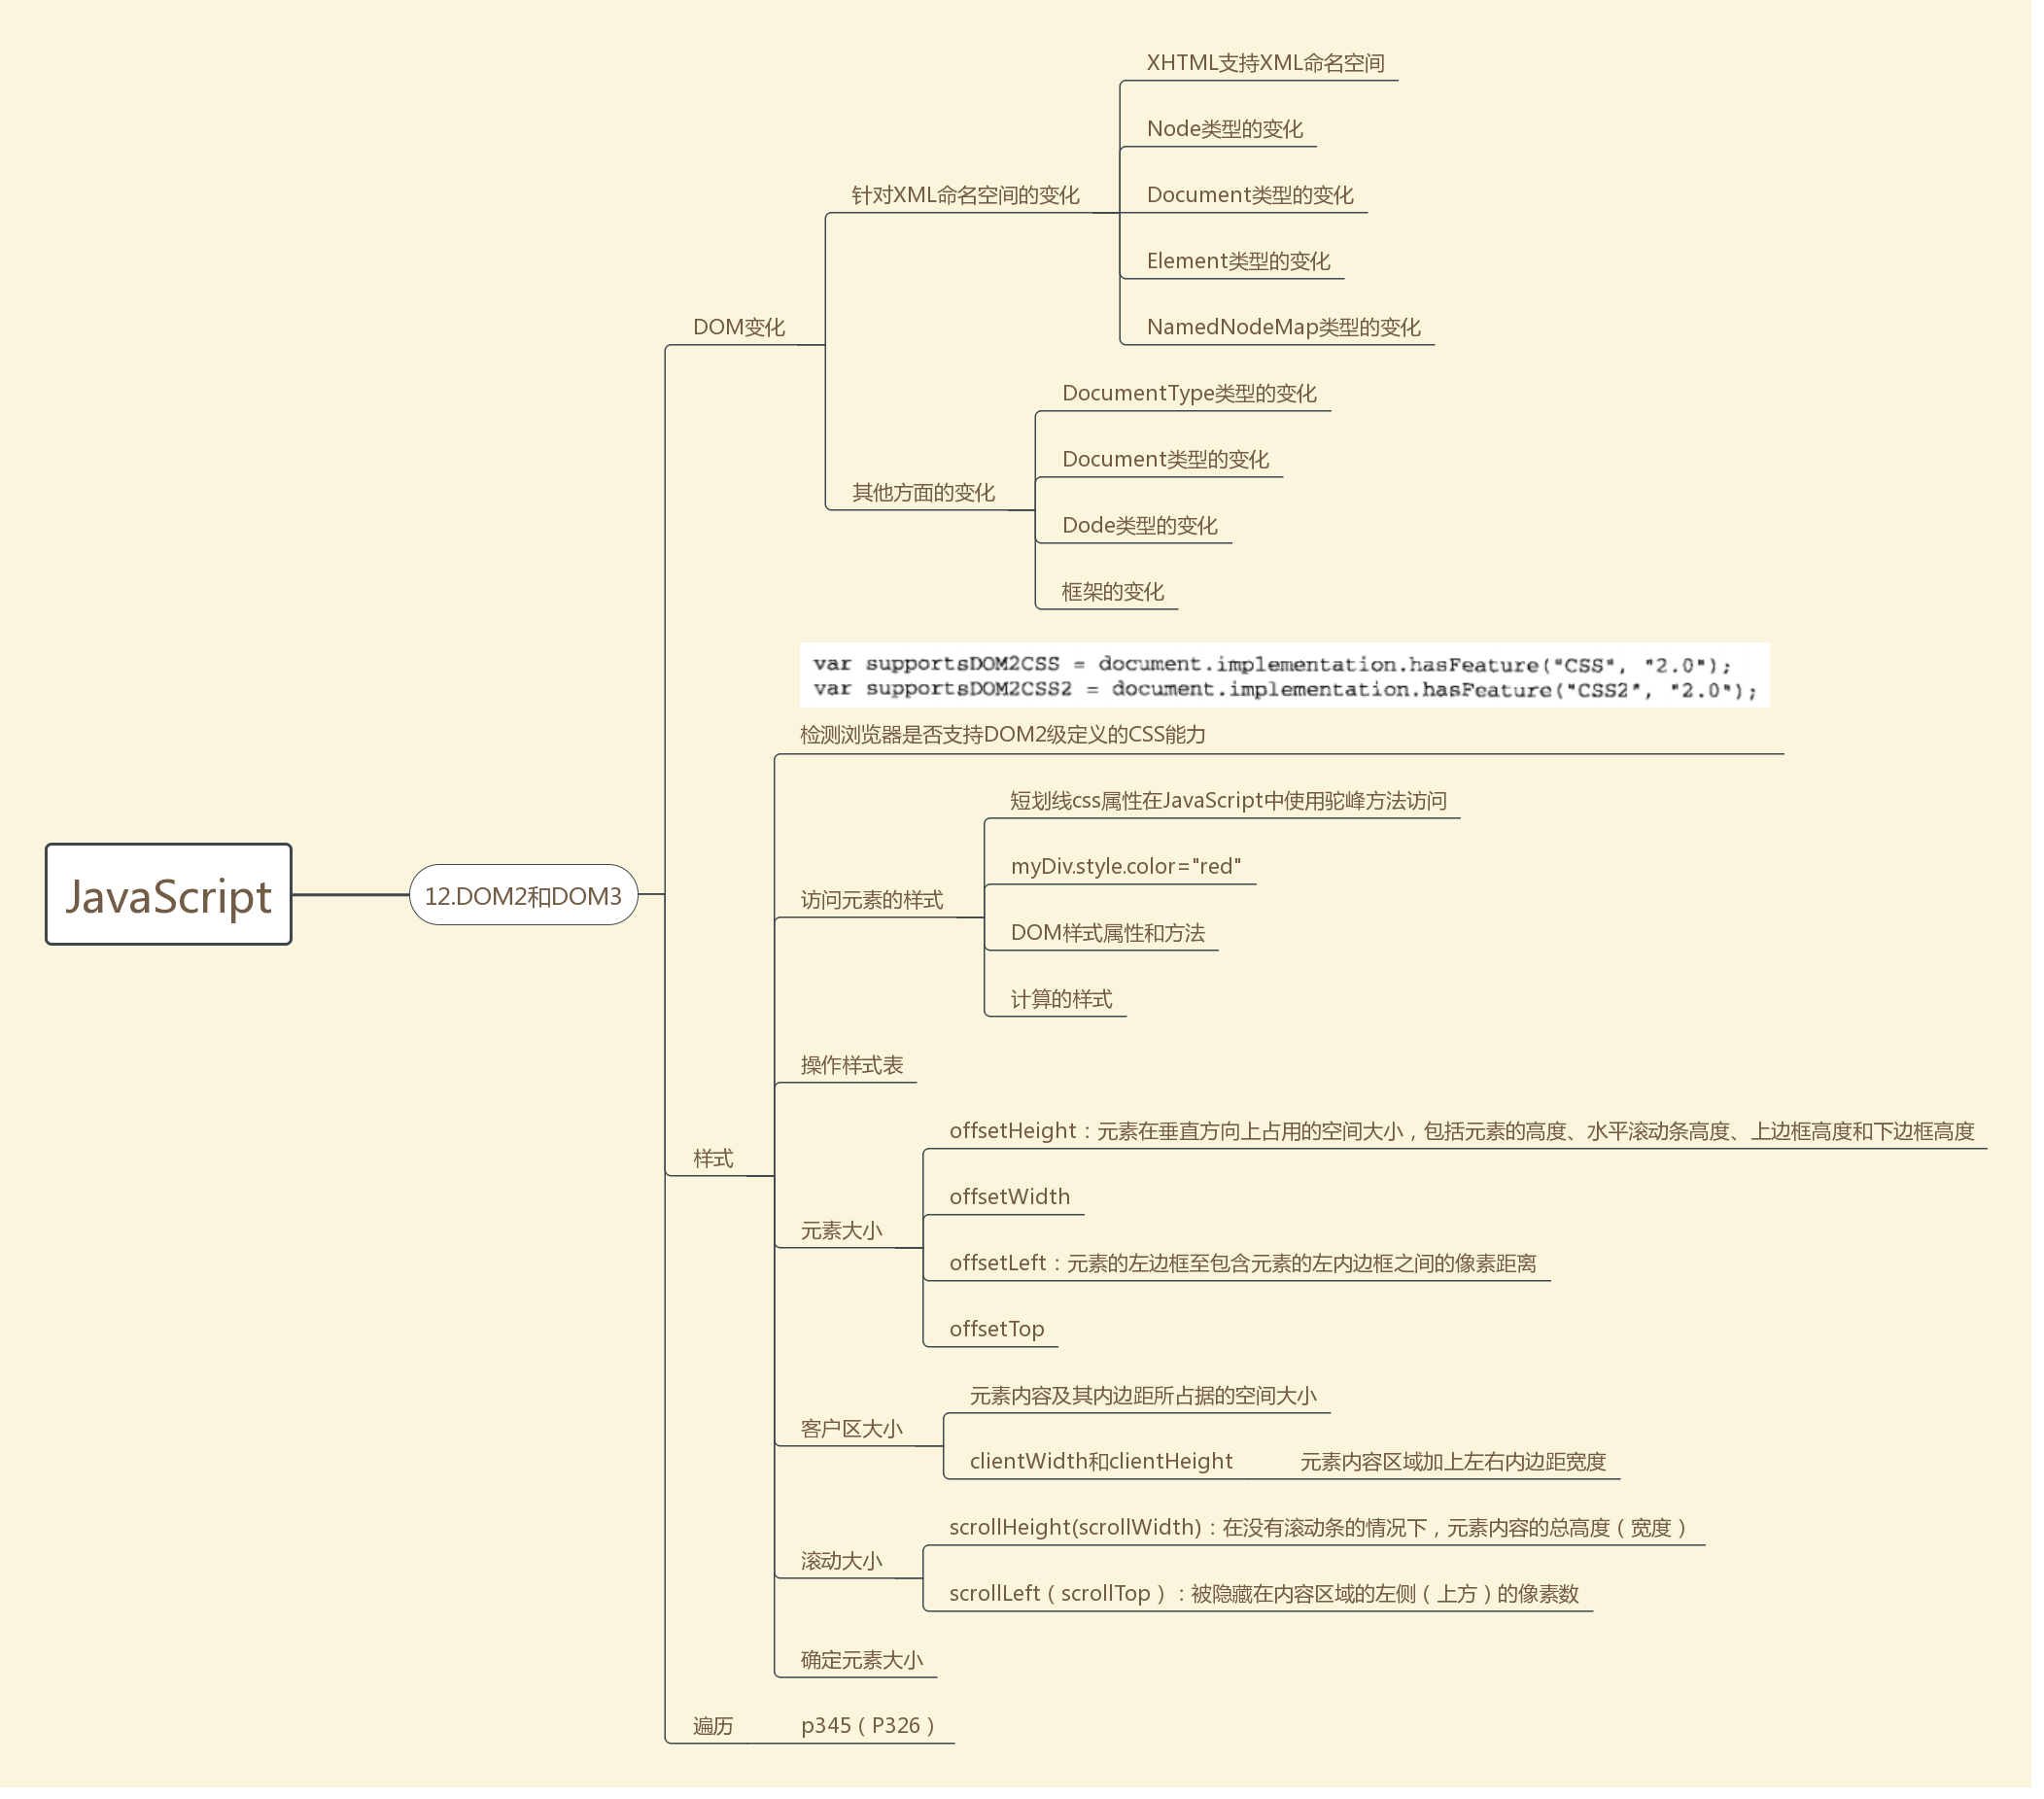 JavaScript
12.DOM2和DOM3
DOM变化
针对XML命名空间的变化
XHTML支持XML命名空间
Node类型的变化
Document类型的变化
Element类型的变化
NamedNodeMap类型的变化
其他方面的变化
DocumentType类型的变化
Document类型的变化
Dode类型的变化
框架的变化
样式
var supportsDOM2CSS = document.implementation.hasFeature("CSS", "2.0");
var supportsDOM2CSS2 = document.implementation.hasFeature("CSS2", "2.0");
检测浏览器是否支持DOM2级定义的CSS能力
访问元素的样式
短划线css属性在JavaScript中使用驼峰方法访问
myDiv.style.color="red"
DOM样式属性和方法
计算的样式
操作样式表
元素大小
offsetHeight：元素在垂直方向上占用的空间大小，包括元素的高度、水平滚动条高度、上边框高度和下边框高度
offsetWidth
offsetLeft：元素的左边框至包含元素的左内边框之间的像素距离
offsetTop
客户区大小
元素内容及其内边距所占据的空间大小
clientWidth和clientHeight
元素内容区域加上左右内边距宽度
滚动大小
scrollHeight(scrollWidth)：在没有滚动条的情况下，元素内容的总高度（宽度）
scrollLeft（scrollTop）：被隐藏在内容区域的左侧（上方）的像素数
确定元素大小
遍历
p345（P326）